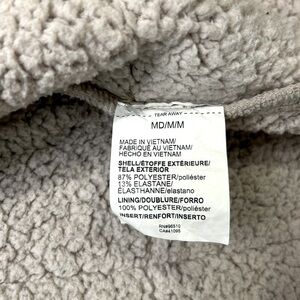 TEAR AWAY
MD/M/M
MADE IN VIETNAM/
FABRIQUÉ AU VIETNAM/
HECHO EN VIETNAM
SHELL/ÉTOFFE EXTÉRIEURE/
TELA EXTERIOR
87% POLYESTER/poliéster
13% ELASTANE/
ÉLASTHANNE/elastano
LINING/DOUBLURE/FORRO
100% POLYESTER/poliéster
INSERT/RENFORT/INSERTO